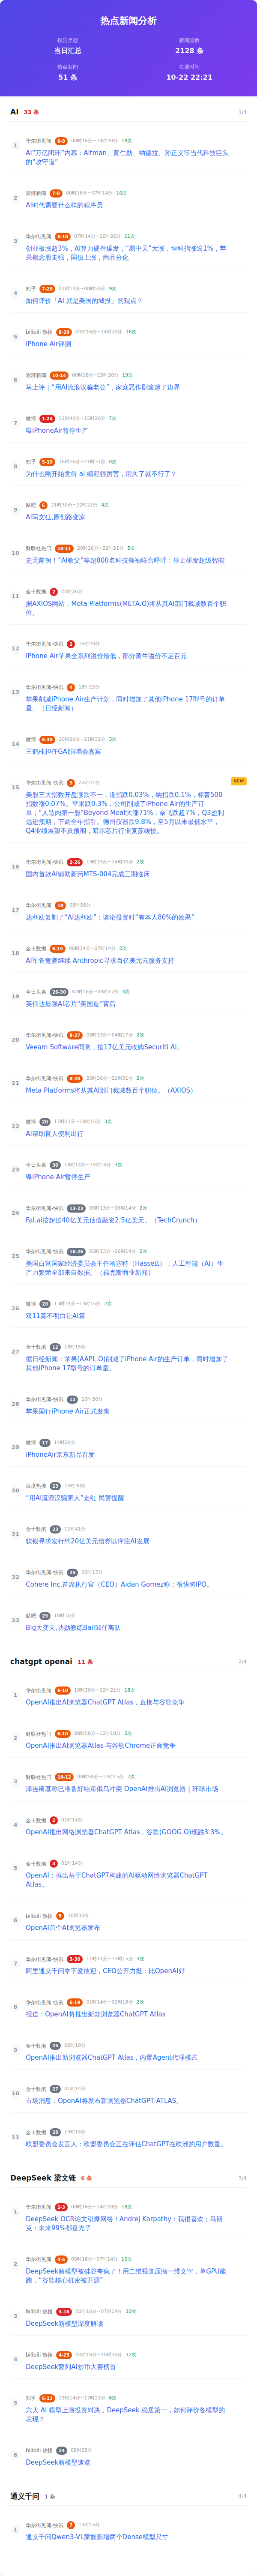 热点新闻分析
报告类型
新闻总数
当日汇总
2128 条
热点新闻
生成时间
51 条
10-22 22:21
AI 33 条 1/4
1 华尔街见闻 6-9 00时16分~14时20分 18次
AI“万亿闭环”内幕：Altman、黄仁勋、纳德拉、孙正义等当代科技巨头
的“攻守道”
2 澎湃新闻 7-8 00时16分~07时14分 10次
AI时代需要什么样的程序员
3 华尔街见闻 8-10 07时14分~16时26分 11次
创业板涨超3%，AI算力硬件爆发，“易中天”大涨，恒科指涨逾1%，苹
果概念股走强，国债上涨，商品分化
4 知乎 7-26 01时14分~08时58分 9次
如何评价「AI 就是美国的城投」的观点？
5 bilibili 热搜 8-29 00时16分~14时20分 16次
iPhone Air评测
6 澎湃新闻 10-14 00时16分~15时20分 19次
马上评｜“用AI流浪汉骗老公”，家庭恶作剧逾越了边界
7 微博 1-24 11时40分~15时20分 7次
曝iPhoneAir暂停生产
8 知乎 5-19 16时26分~21时31分 8次
为什么刚开始觉得 ai 编程很厉害，用久了就不行了？
9 贴吧 6 21时30分~22时21分 4次
AI写文狂,原创路变凉
10 财联社热门 10-11 20时26分~22时21分 5次
史无前例！“AI教父”等超800名科技领袖联合呼吁：停止研发超级智能
11 金十数据 2 20时26分
据AXIOS网站：Meta Platforms(META.O)将从其AI部门裁减数百个职
位。
12 华尔街见闻-快讯 2 15时20分
iPhone Air苹果全系列溢价最低，部分黄牛溢价不足百元
13 华尔街见闻-快讯 4 18时15分
苹果削减iPhone Air生产计划，同时增加了其他iPhone 17型号的订单
量。（日经新闻）
14 微博 6-30 20时26分~21时31分 3次
王鹤棣担任GAI演唱会嘉宾
15 华尔街见闻-快讯 9 22时21分 NEW
美股三大指数开盘涨跌不一，道指跌0.03%，纳指跌0.1%，标普500
指数涨0.07%。苹果跌0.3%，公司削减了iPhone Air的生产订
单；“人造肉第一股”Beyond Meat大涨71%；奈飞跌超7%，Q3盈利
远逊预期，下调全年指引。德州仪器跌9.8%，至5月以来最低水平，
Q4业绩展望不及预期，暗示芯片行业复苏缓慢。
16 华尔街见闻-快讯 2-26 13时15分~14时20分 2次
国内首款AI辅助新药MTS-004完成三期临床
17 华尔街见闻 10 08时58分
达利欧复制了“AI达利欧”：谈论投资时“有本人80%的效果”
18 金十数据 6-19 06时14分~07时14分 2次
AI军备竞赛继续 Anthropic寻求百亿美元云服务支持
19 今日头条 26-30 02时18分~04时17分 4次
英伟达最强AI芯片“美国造”背后
20 华尔街见闻-快讯 8-27 03时13分~04时17分 2次
Veeam Software同意，按17亿美元收购Securiti AI。
21 华尔街见闻-快讯 8-20 20时26分~21时31分 2次
Meta Platforms将从其AI部门裁减数百个职位。（AXIOS）
22 微博 20 17时21分~18时15分 3次
AI帮助盲人便利出行
23 今日头条 30 18时14分~19时14分 3次
曝iPhone Air暂停生产
24 华尔街见闻-快讯 13-23 05时13分~06时14分 2次
Fal.ai按超过40亿美元估值融资2.5亿美元。（TechCrunch）
25 华尔街见闻-快讯 16-26 05时13分~06时14分 2次
美国白宫国家经济委员会主任哈塞特（Hassett）：人工智能（AI）生
产力繁荣全部来自数据。（福克斯商业新闻）
26 微博 20 13时14分~13时15分 2次
双11算不明白让AI算
27 金十数据 12 18时15分
据日经新闻：苹果(AAPL.O)削减了iPhone Air的生产订单，同时增加了
其他iPhone 17型号的订单量。
28 华尔街见闻-快讯 12 10时30分
苹果国行iPhone Air正式发售
29 微博 17 14时20分
iPhoneAir京东新品首发
30 百度热搜 23 10时30分
“用AI流浪汉骗家人”走红 民警提醒
31 金十数据 23 11时41分
软银寻求发行约20亿美元债券以押注AI发展
32 华尔街见闻-快讯 25 00时17分
Cohere Inc.首席执行官（CEO）Aidan Gomez称：很快将IPO。
33 贴吧 29 10时30分
Blg大变天,功勋教练Bail卸任离队
chatgpt openai 11 条 2/4
1 华尔街见闻 6-10 10时30分~22时21分 18次
OpenAI推出AI浏览器ChatGPT Atlas，直接与谷歌竞争
2 财联社热门 6-10 08时58分~12时18分 5次
OpenAI推出AI浏览器Atlas 与谷歌Chrome正面竞争
3 财联社热门 10-12 08时58分~13时15分 7次
泽连斯基称已准备好结束俄乌冲突 OpenAI推出AI浏览器 | 环球市场
4 金十数据 2 01时14分
OpenAI推出网络浏览器ChatGPT Atlas，谷歌(GOOG.O)现跌3.3%。
5 金十数据 3 01时14分
OpenAI：推出基于ChatGPT构建的AI驱动网络浏览器ChatGPT
Atlas。
6 bilibili 热搜 9 10时30分
OpenAI首个AI浏览器发布
7 华尔街见闻-快讯 3-30 11时41分~13时15分 3次
阿里通义千问拿下爱彼迎，CEO公开力挺：比OpenAI好
8 华尔街见闻-快讯 6-19 01时14分~02时18分 2次
报道：OpenAI将推出新款浏览器ChatGPT Atlas
9 金十数据 25 02时18分
OpenAI推出新浏览器ChatGPT Atlas，内置Agent代理模式
10 金十数据 27 01时14分
市场消息：OpenAI将发布新浏览器ChatGPT ATLAS。
11 金十数据 28 19时14分
欧盟委员会发言人：欧盟委员会正在评估ChatGPT在欧洲的用户数量。
DeepSeek 梁文锋 6 条 3/4
1 华尔街见闻 2-3 00时16分~14时20分 18次
DeepSeek OCR论文引爆网络！Andrej Karpathy：我很喜欢；马斯
克：未来99%都是光子
2 华尔街见闻 4-5 00时16分~07时14分 10次
DeepSeek新模型被硅谷夸疯了！用二维视觉压缩一维文字，单GPU能
跑，“谷歌核心机密被开源”
3 bilibili 热搜 3-16 00时16分~07时14分 10次
DeepSeek新模型深度解读
4 bilibili 热搜 4-25 00时16分~10时30分 12次
DeepSeek暂列AI炒币大赛榜首
5 知乎 6-13 13时14分~17时21分 6次
六大 AI 模型上演投资对决，DeepSeek 稳居第一，如何评价各模型的
表现？
6 bilibili 热搜 24 08时58分
DeepSeek新模型速览
通义千问 1 条 4/4
1 华尔街见闻-快讯 7 13时15分
通义千问Qwen3-VL家族新增两个Dense模型尺寸